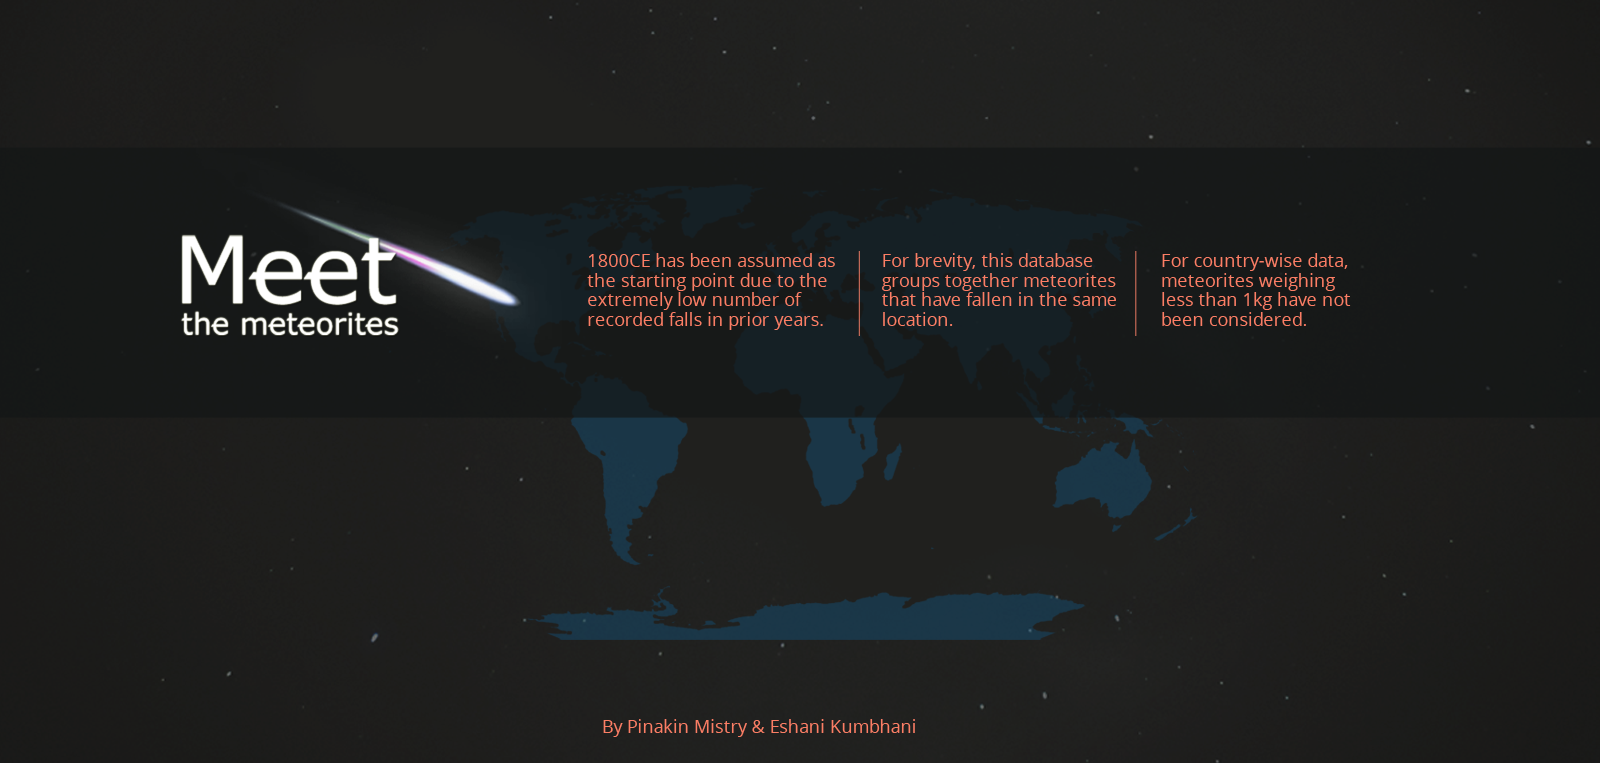 Meet
the meteorites
1800CE has been assumed as
the starting point due to the
extremely low number of
recorded falls in prior years.
For brevity, this database
groups together meteorites
that have fallen in the same
location.
For country-wise data,
meteorites weighing
less than 1kg have not
been considered.
By Pinakin Mistry & Eshani Kumbhani